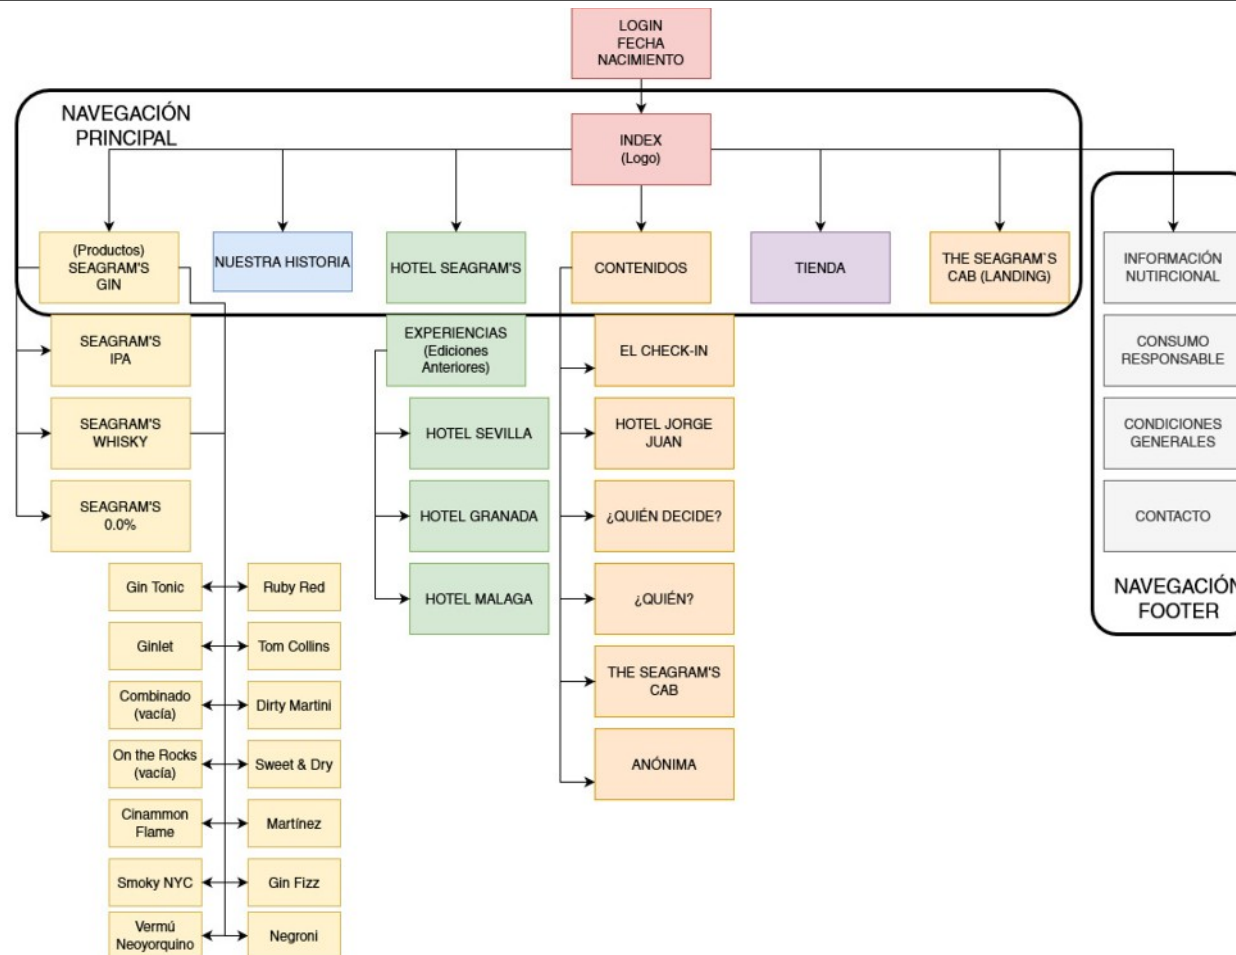 LOGIN
FECHA
NACIMIENTO
NAVEGACIÓN
PRINCIPAL
INDEX
(Logo)
(Productos)
SEAGRAM'S
GIN
NUESTRA HISTORIA
HOTEL SEAGRAM'S
CONTENIDOS
TIENDA
THE SEAGRAM`S
CAB (LANDING)
INFORMACIÓN
NUTIRCIONAL
SEAGRAM'S
IPA
EXPERIENCIAS
(Ediciones
Anteriores)
EL CHECK-IN
CONSUMO
RESPONSABLE
SEAGRAM'S
WHISKY
HOTEL SEVILLA
HOTEL JORGE
JUAN
CONDICIONES
GENERALES
SEAGRAM'S
0.0%
HOTEL GRANADA
¿QUIÉN DECIDE?
CONTACTO
Gin Tonic
Ruby Red
HOTEL MALAGA
¿QUIÉN?
NAVEGACIÓN
FOOTER
Ginlet
Tom Collins
THE SEAGRAM'S
CAB
Combinado
(vacía)
Dirty Martini
On the Rocks
(vacía)
Sweet & Dry
ANÓNIMA
Cinammon
Flame
Martínez
Smoky NYC
Gin Fizz
Vermú
Neoyorquino
Negroni